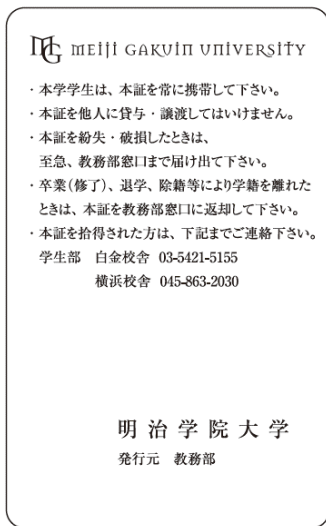 MG MEIJI GAKUIN UNIVERSITY
・本学学生は、本証を常に携帯して下さい。
・本証を他人に貸与・譲渡してはいけません。
・本証を紛失・破損したときは、
至急、教務部窓口まで届け出て下さい。
・卒業(修了)、退学、除籍等により学籍を離れた
ときは、本証を教務部窓口に返却して下さい。
・本証を拾得された方は、下記までご連絡下さい。
学生部 白金校舎 03-5421-5155
横浜校舎 045-863-2030
明治学院大学
発行元 教務部